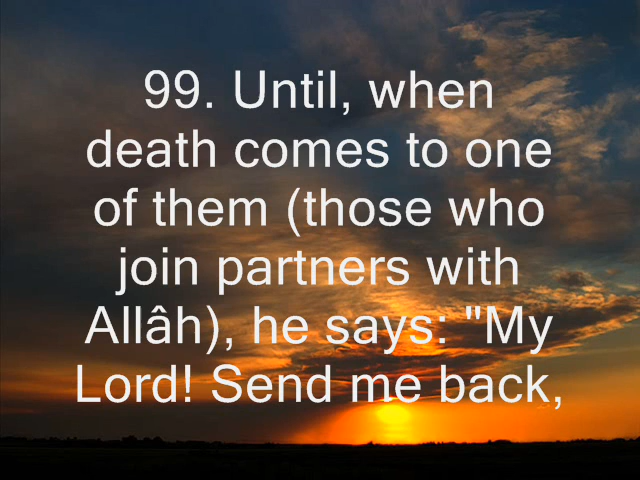 99. Until, when
death comes to one
of them (those who
join partners with
Allâh), he says: "My
Lord! Send me back,